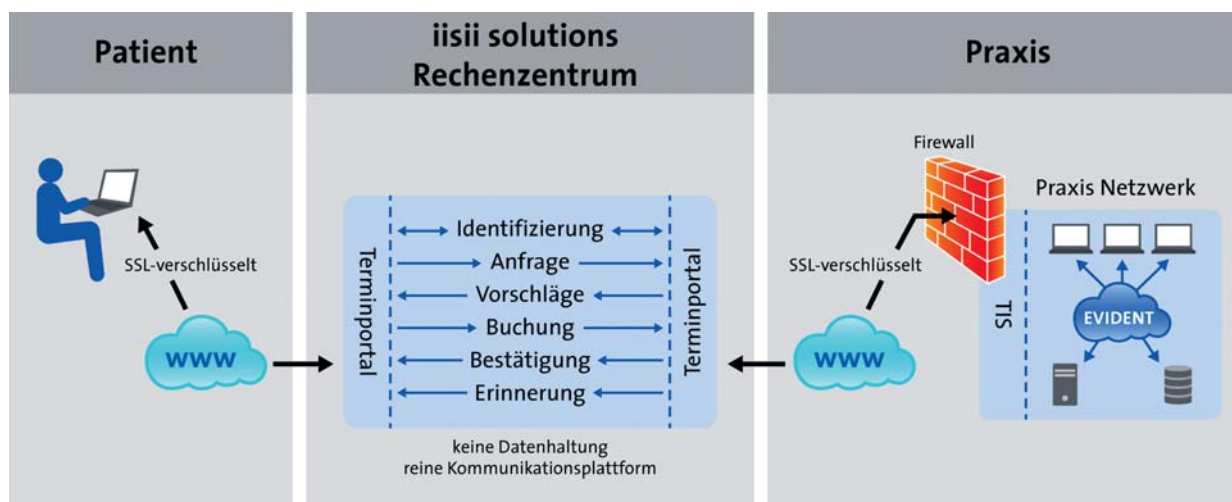 Patient
SSL-verschlüsselt
www
iisii solutions
Rechenzentrum
Terminportal
Identifizierung
Anfrage
Vorschläge
Buchung
Bestätigung
Erinnerung
Terminportal
keine Datenhaltung
reine Kommunikationsplattform
Praxis
Firewall
SSL-verschlüsselt
www
Praxis Netzwerk
TIS
EVIDENT